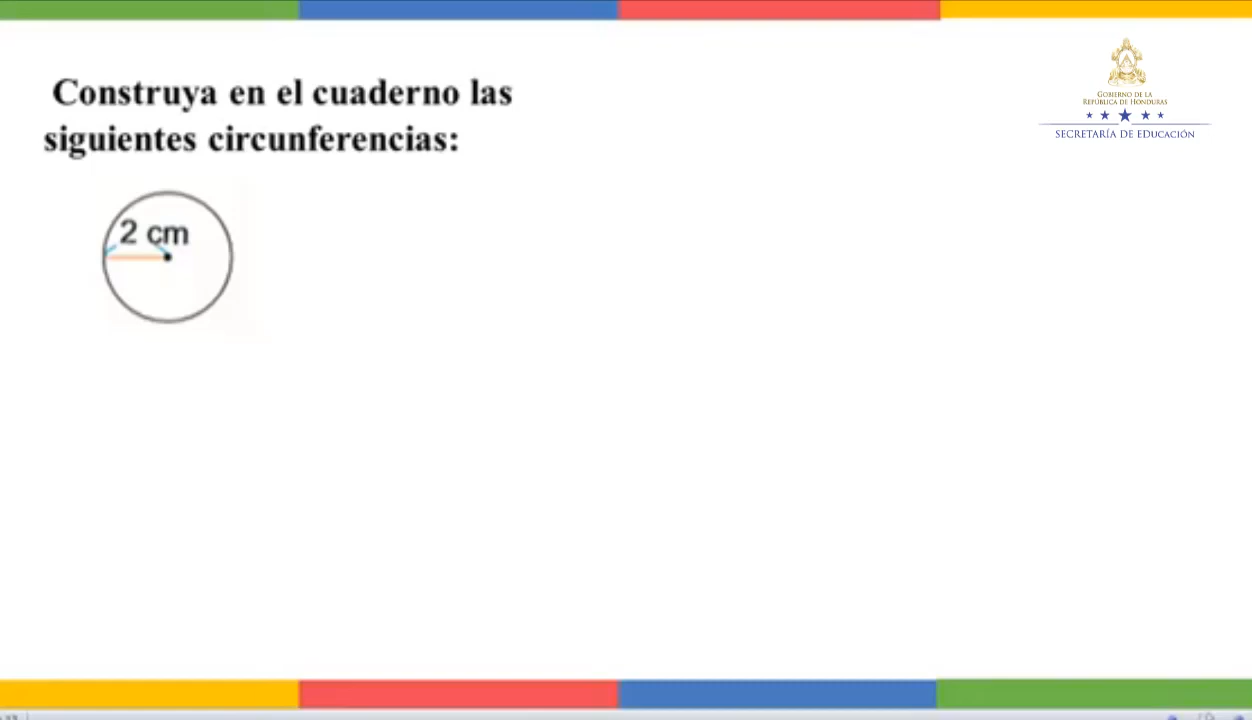 Construya en el cuaderno las
siguientes circunferencias:
2 cm
GOBIERNO DE LA
REPÚBLICA DE HONDURAS
SECRETARÍA DE EDUCACIÓN